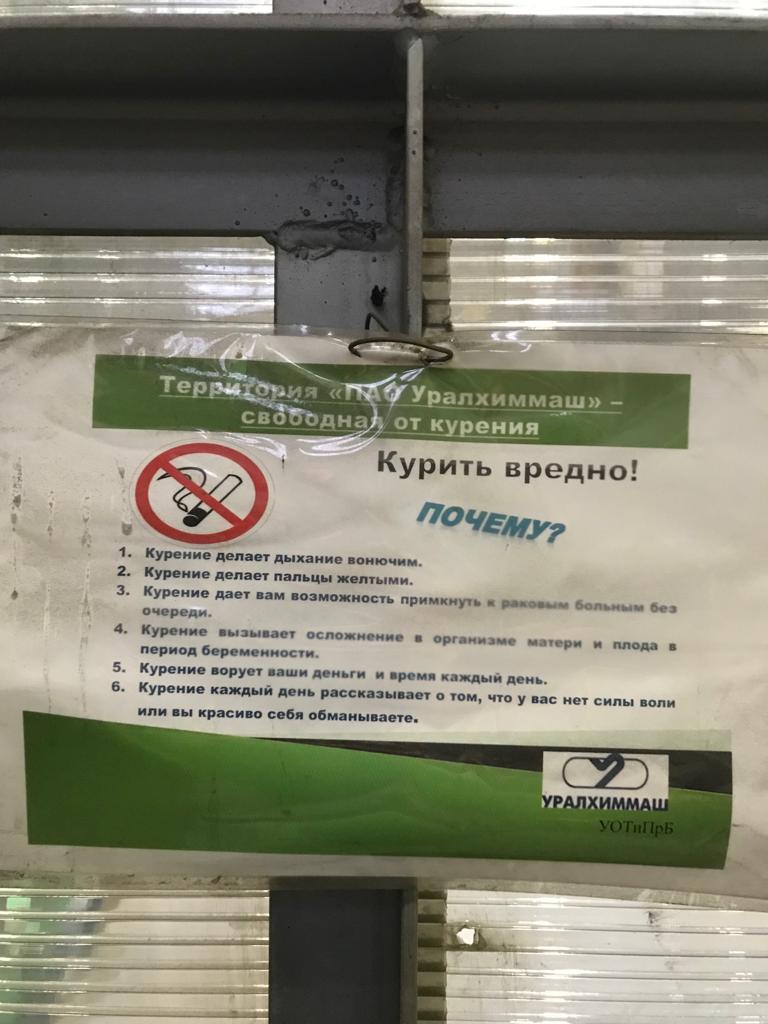 Территория «ПАО Уралхиммаш» –
свободная от курения
Курить вредно!
ПОЧЕМУ?
1. Курение делает дыхание вонючим.
2. Курение делает пальцы желтыми.
3. Курение дает вам возможность примкнуть к раковым больным без
очереди.
4. Курение вызывает осложнение в организме матери и плода в
период беременности.
5. Курение ворует ваши деньги и время каждый день.
6. Курение каждый день рассказывает о том, что у вас нет силы воли
или вы красиво себя обманываете.
УРАЛХИММАШ
УОТиПрБ